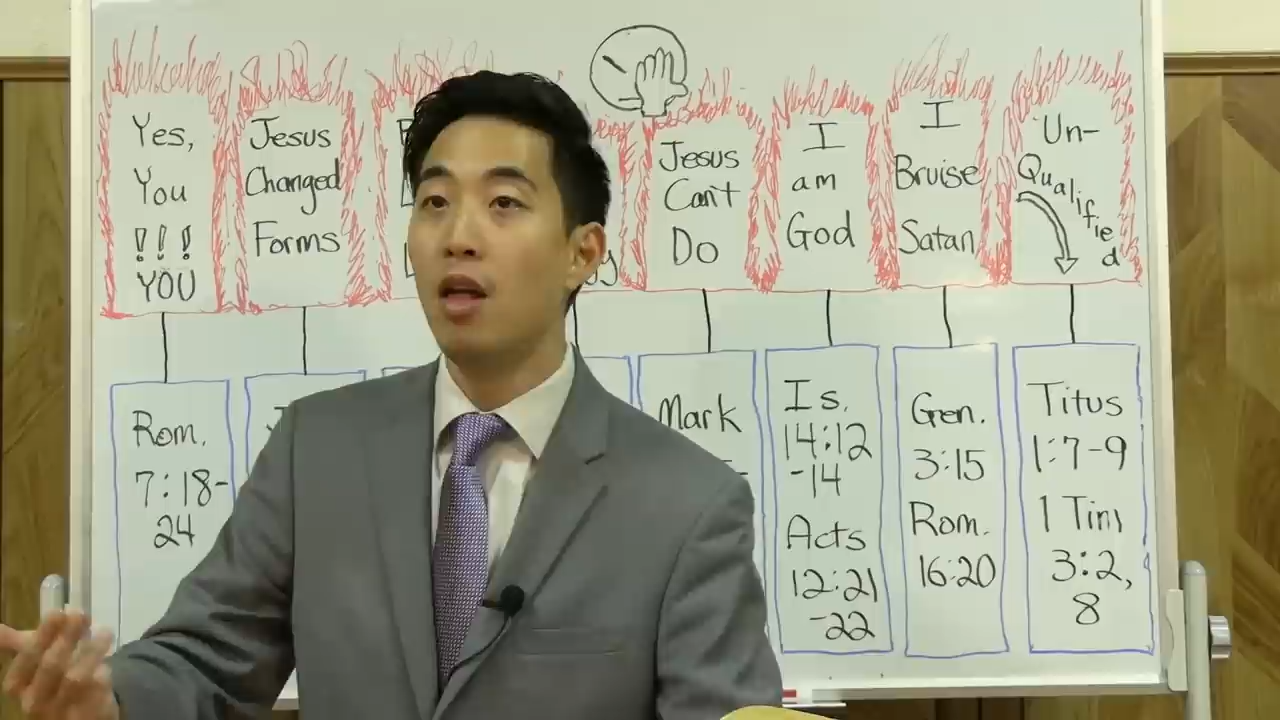 Yes,
You
!!!
YOU
Jesus
Changed
Forms
Jesus
Can't
Do
I
am
God
I
Bruise
Satan
Un-
Qualified
Rom.
7:18-
24
Mark
Is.
14:12
-14
Acts
12:21
-22
Gen.
3:15
Rom.
16:20
Titus
1:7-9
1 Tim
3:2,
8